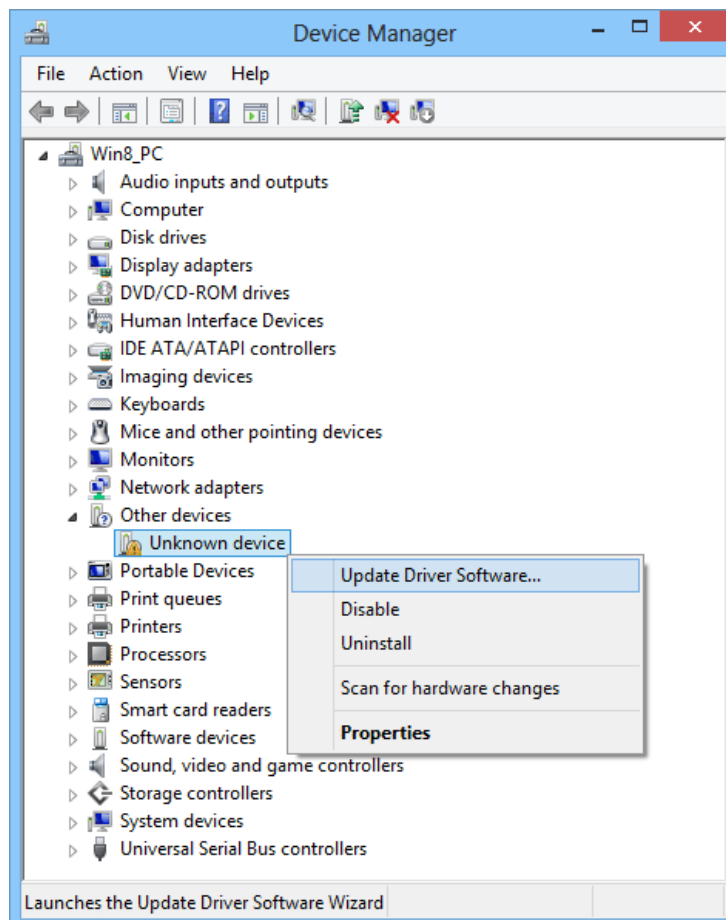 Device Manager
File Action View Help
Win8_PC
Audio inputs and outputs
Computer
Disk drives
Display adapters
DVD/CD-ROM drives
Human Interface Devices
IDE ATA/ATAPI controllers
Imaging devices
Keyboards
Mice and other pointing devices
Monitors
Network adapters
Other devices
Unknown device
Portable Devices
Update Driver Software...
Print queues
Disable
Printers
Uninstall
Processors
Sensors
Scan for hardware changes
Smart card readers
Software devices
Properties
Sound, video and game controllers
Storage controllers
System devices
Universal Serial Bus controllers
Launches the Update Driver Software Wizard